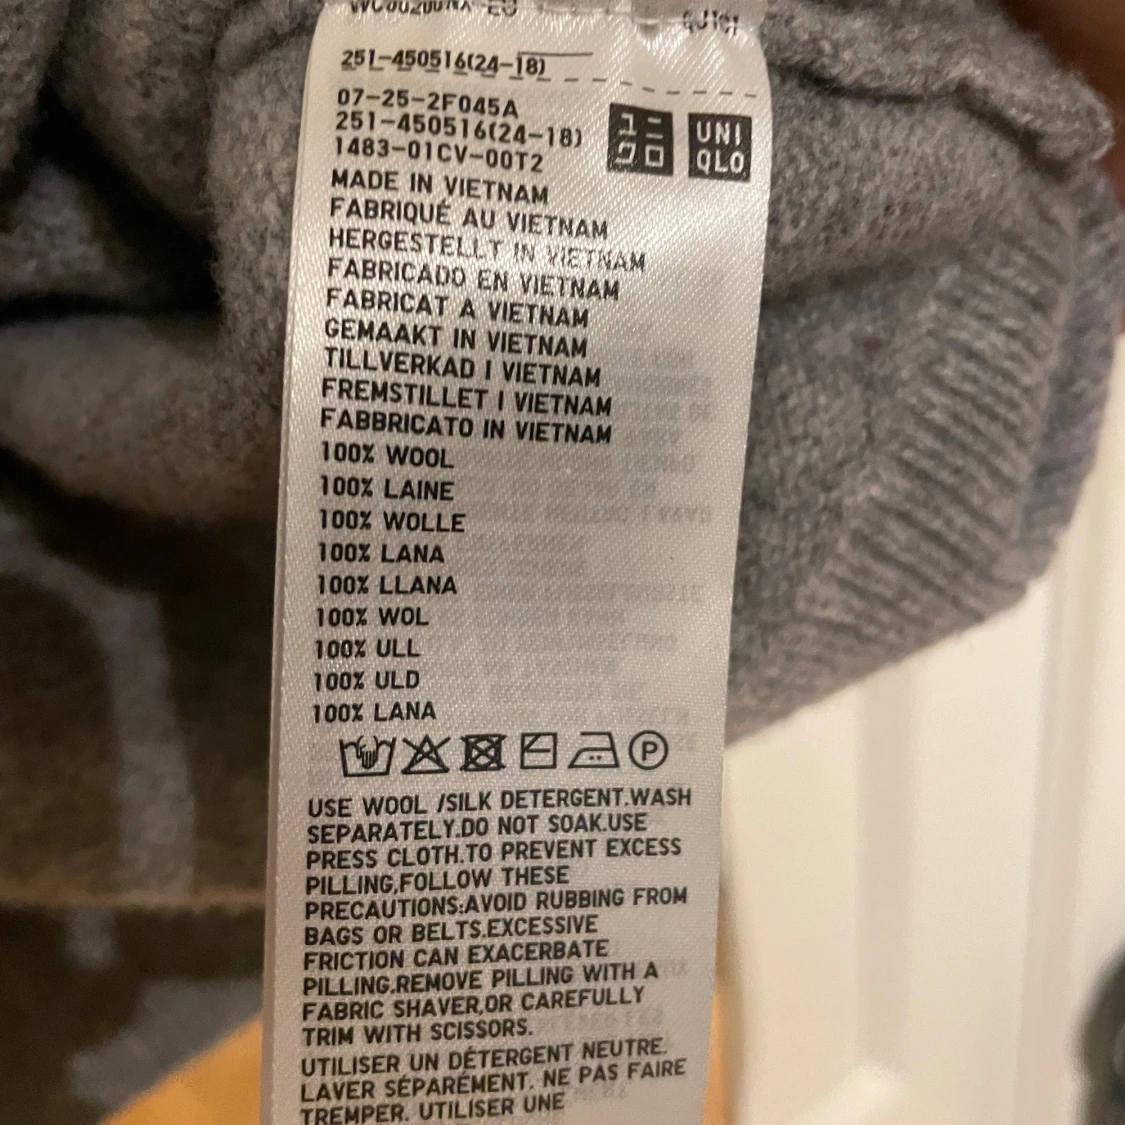 251-450516(24-18)
07-25-2F045A
251-450516(24-18)
1483-01CV-00T2
ユニ
クロ
UNI
QLO
MADE IN VIETNAM
FABRIQUÉ AU VIETNAM
HERGESTELLT IN VIETNAM
FABRICADO EN VIETNAM
FABRICAT A VIETNAM
GEMAAKT IN VIETNAM
TILLVERKAD I VIETNAM
FREMSTILLET I VIETNAM
FABBRICATO IN VIETNAM
100% WOOL
100% LAINE
100% WOLLE
100% LANA
100% LLANA
100% WOL
100% ULL
100% ULD
100% LANA
P
USE WOOL /SILK DETERGENT.WASH
SEPARATELY.DO NOT SOAK.USE
PRESS CLOTH.TO PREVENT EXCESS
PILLING,FOLLOW THESE
PRECAUTIONS:AVOID RUBBING FROM
BAGS OR BELTS.EXCESSIVE
FRICTION CAN EXACERBATE
PILLING.REMOVE PILLING WITH A
FABRIC SHAVER,OR CAREFULLY
TRIM WITH SCISSORS.
UTILISER UN DÉTERGENT NEUTRE.
LAVER SÉPARÉMENT. NE PAS FAIRE
TREMPER. UTILISER UNE